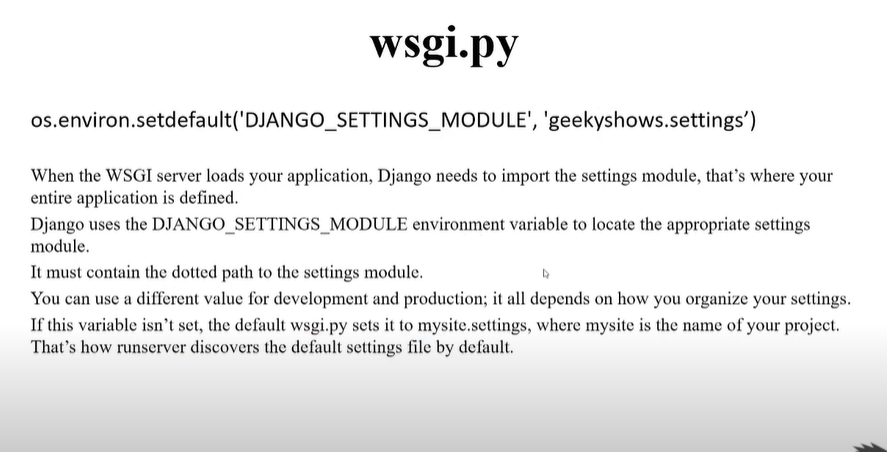 wsgi.py
os.environ.setdefault('DJANGO_SETTINGS_MODULE', 'geekyshows.settings’)
When the WSGI server loads your application, Django needs to import the settings module, that’s where your
entire application is defined.
Django uses the DJANGO_SETTINGS_MODULE environment variable to locate the appropriate settings
module.
It must contain the dotted path to the settings module.
You can use a different value for development and production; it all depends on how you organize your settings.
If this variable isn’t set, the default wsgi.py sets it to mysite.settings, where mysite is the name of your project.
That’s how runserver discovers the default settings file by default.